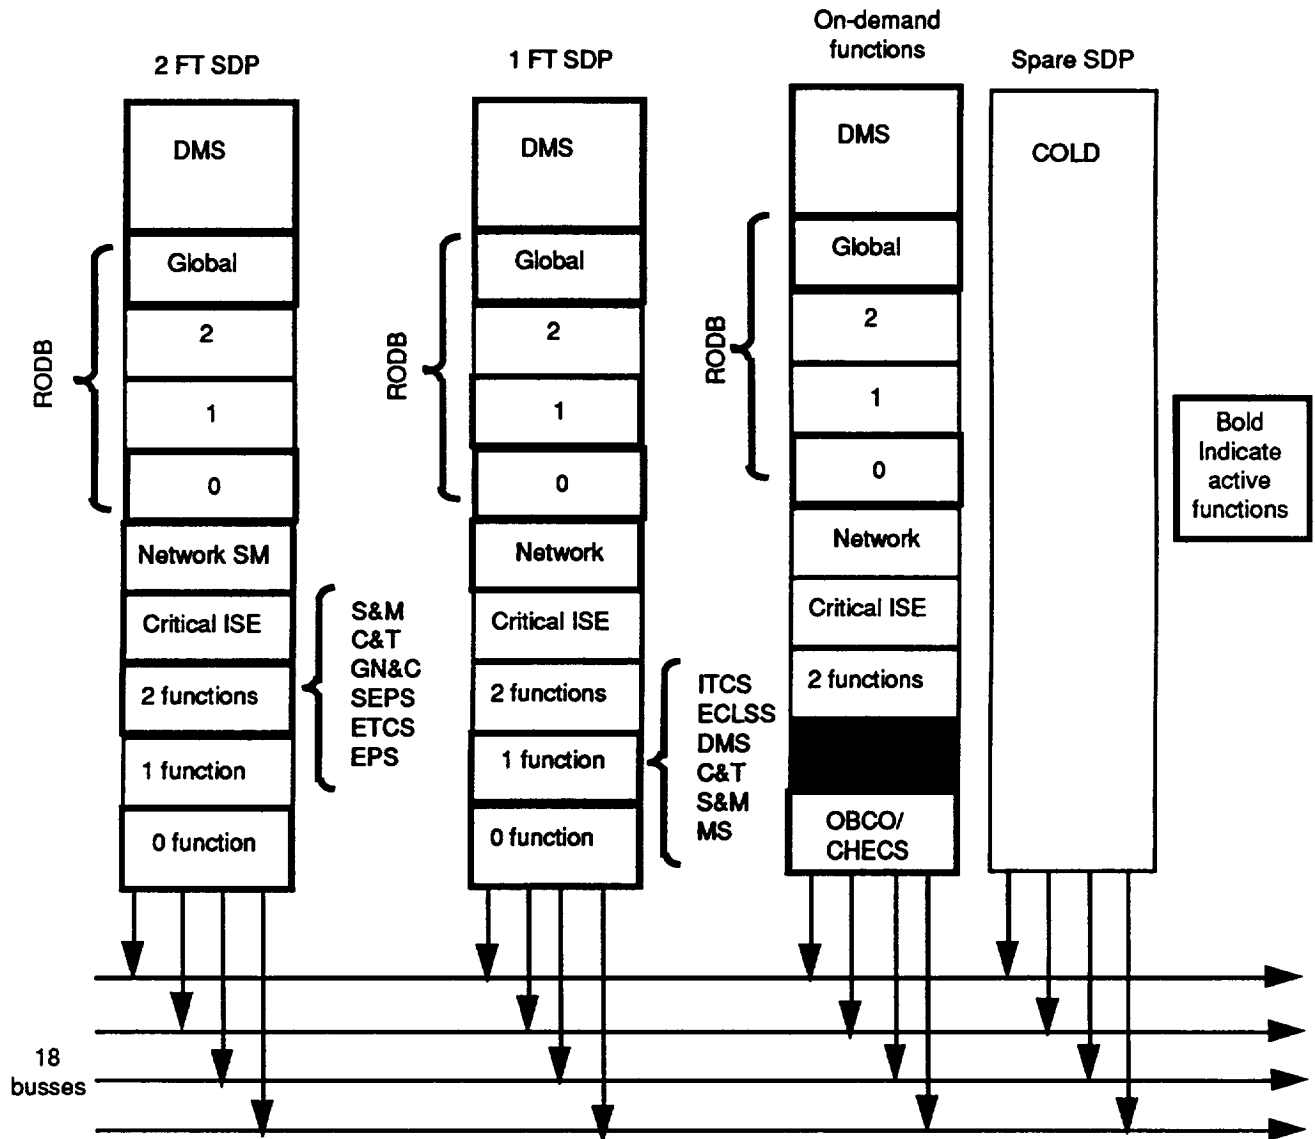 2 FT SDP
DMS
Global
2
1
0
RODB
Network SM
Critical ISE
2 functions
1 function
0 function
S&M
C&T
GN&C
SEPS
ETCS
EPS
1 FT SDP
DMS
Global
2
1
0
RODB
Network
Critical ISE
2 functions
1 function
0 function
ITCS
ECLSS
DMS
C&T
S&M
MS
On-demand
functions
DMS
Global
2
1
0
RODB
Network
Critical ISE
2 functions
OBCO/
CHECS
Spare SDP
COLD
Bold
Indicate
active
functions
18
busses